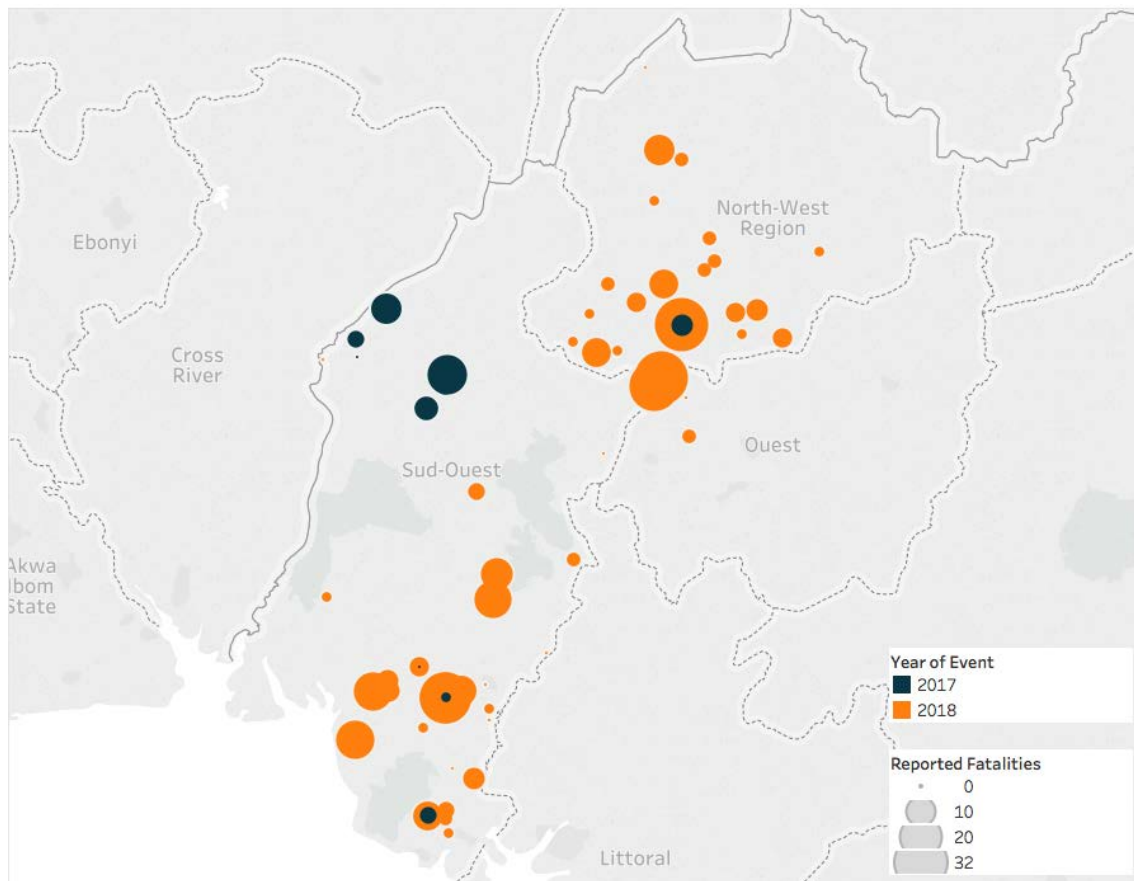 North-West
Region
Ebonyi
Cross
River
Ouest
Sud-Ouest
Akwa
Ibom
State
Littoral
Year of Event
2017
2018
Reported Fatalities
0
10
20
32